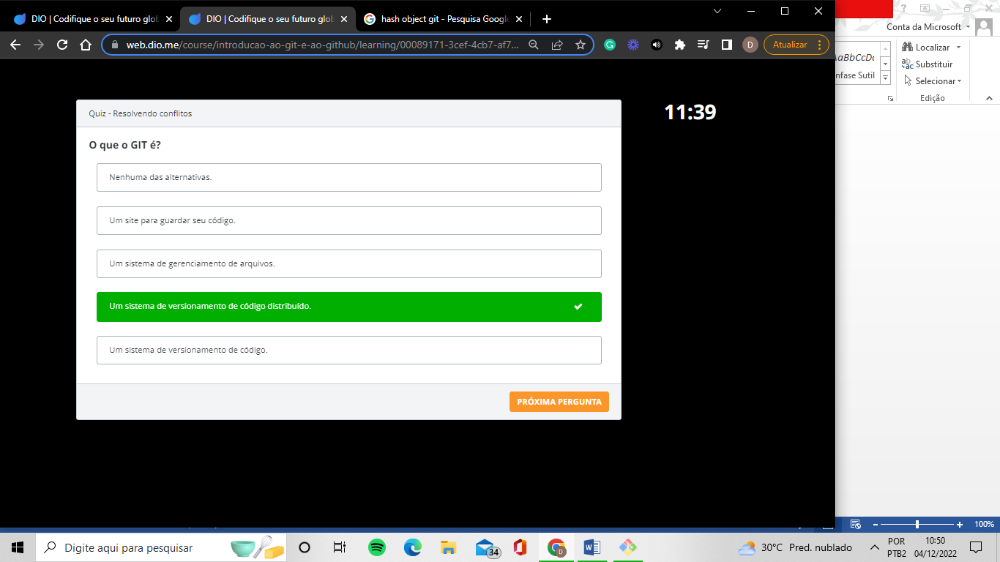 DIO | Codifique o seu futuro glob
DIO | Codifique o seu futuro glob
hash object git - Pesquisa Google
Conta da Microsoft
web.dio.me/course/introducao-ao-git-e-ao-github/learning/00089171-3cef-4cb7-af7...
D
Atualizar
Localizar
AaBbCcDc
Substituir
nfase Sutil
Selecionar
Edição
Quiz - Resolvendo conflitos
11:39
O que o GIT é?
Nenhuma das alternativas.
Um site para guardar seu código.
Um sistema de gerenciamento de arquivos.
Um sistema de versionamento de código distribuído.
Um sistema de versionamento de código.
PRÓXIMA PERGUNTA
100%
Digite aqui para pesquisar
34
D
30°C Pred. nublado
POR
PTB2
10:50
04/12/2022